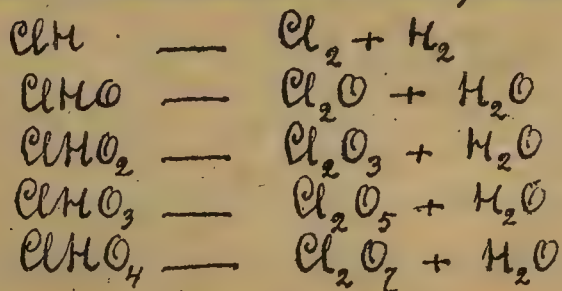 ClH — Cl₂ + H₂
ClHO — Cl₂O + H₂O
ClHO₂ — Cl₂O₃ + H₂O
ClHO₃ — Cl₂O₅ + H₂O
ClHO₄ — Cl₂O₇ + H₂O